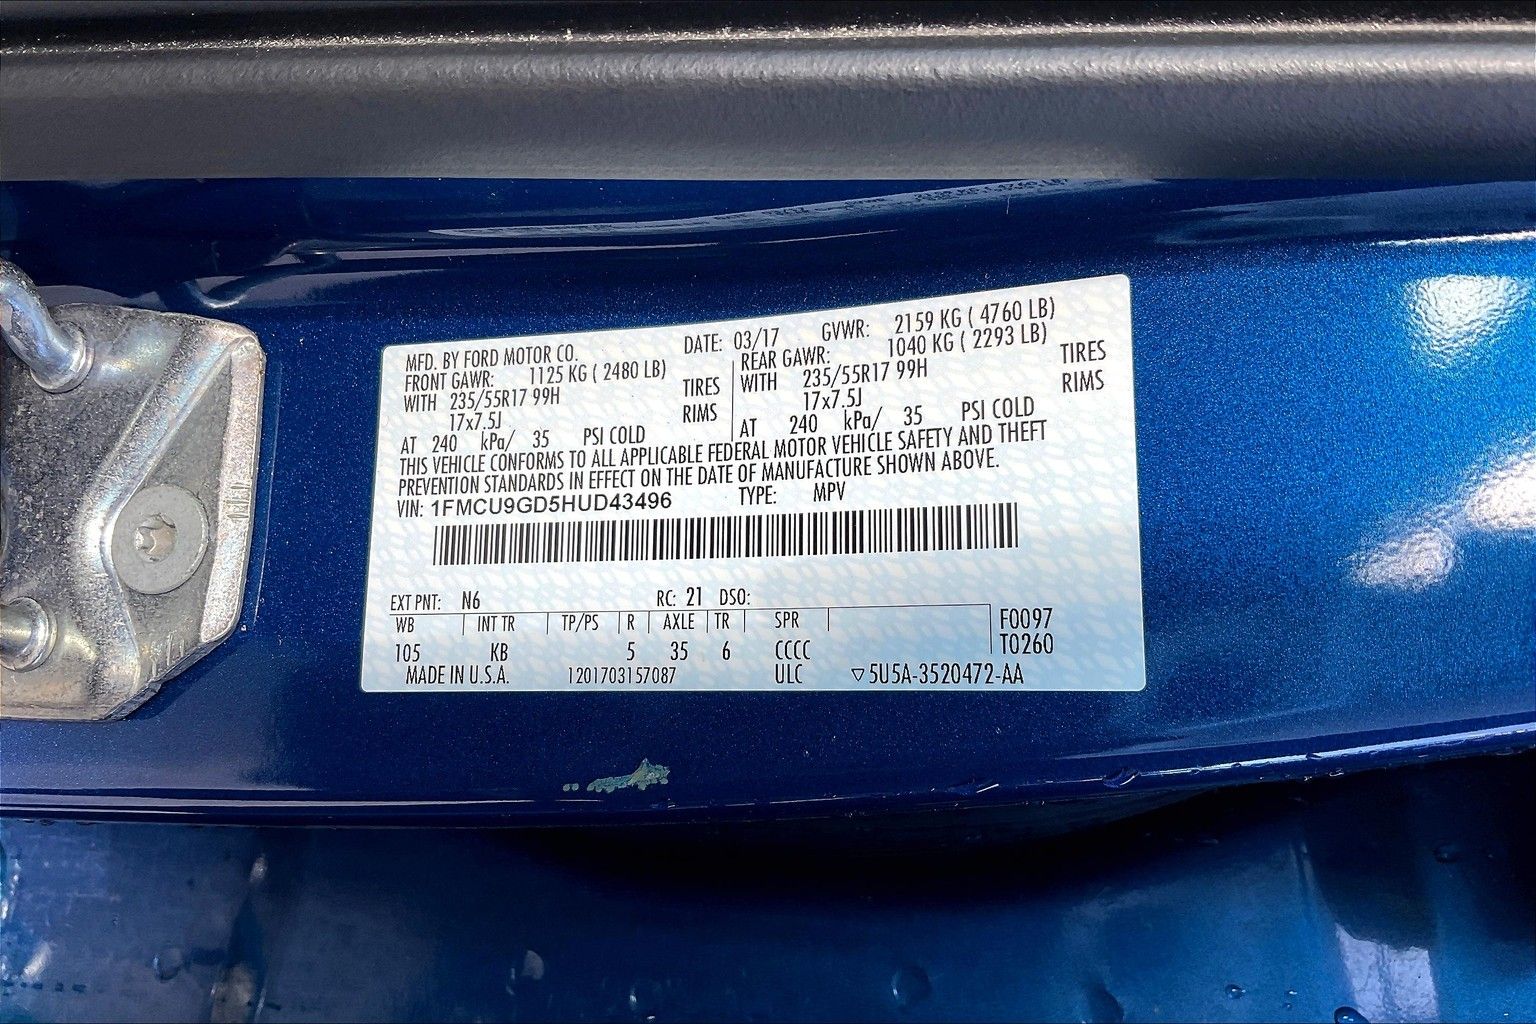 MFD. BY FORD MOTOR CO. DATE: 03/17 GVWR: 2159 KG ( 4760 LB)
FRONT GAWR: 1125 KG ( 2480 LB) REAR GAWR: 1040 KG ( 2293 LB)
WITH 235/55R17 99H TIRES WITH 235/55R17 99H TIRES
17x7.5J RIMS 17x7.5J RIMS
AT 240 kPa/ 35 PSI COLD AT 240 kPa/ 35 PSI COLD
THIS VEHICLE CONFORMS TO ALL APPLICABLE FEDERAL MOTOR VEHICLE SAFETY AND THEFT
PREVENTION STANDARDS IN EFFECT ON THE DATE OF MANUFACTURE SHOWN ABOVE.
VIN: 1FMCU9GD5HUD43496 TYPE: MPV
EXT PNT: N6 RC: 21 DSO:
WB INT TR TP/PS R AXLE TR SPR F0097
105 KB 5 35 6 CCCC T0260
MADE IN U.S.A. 1201703157087 ULC ▽5U5A-3520472-AA